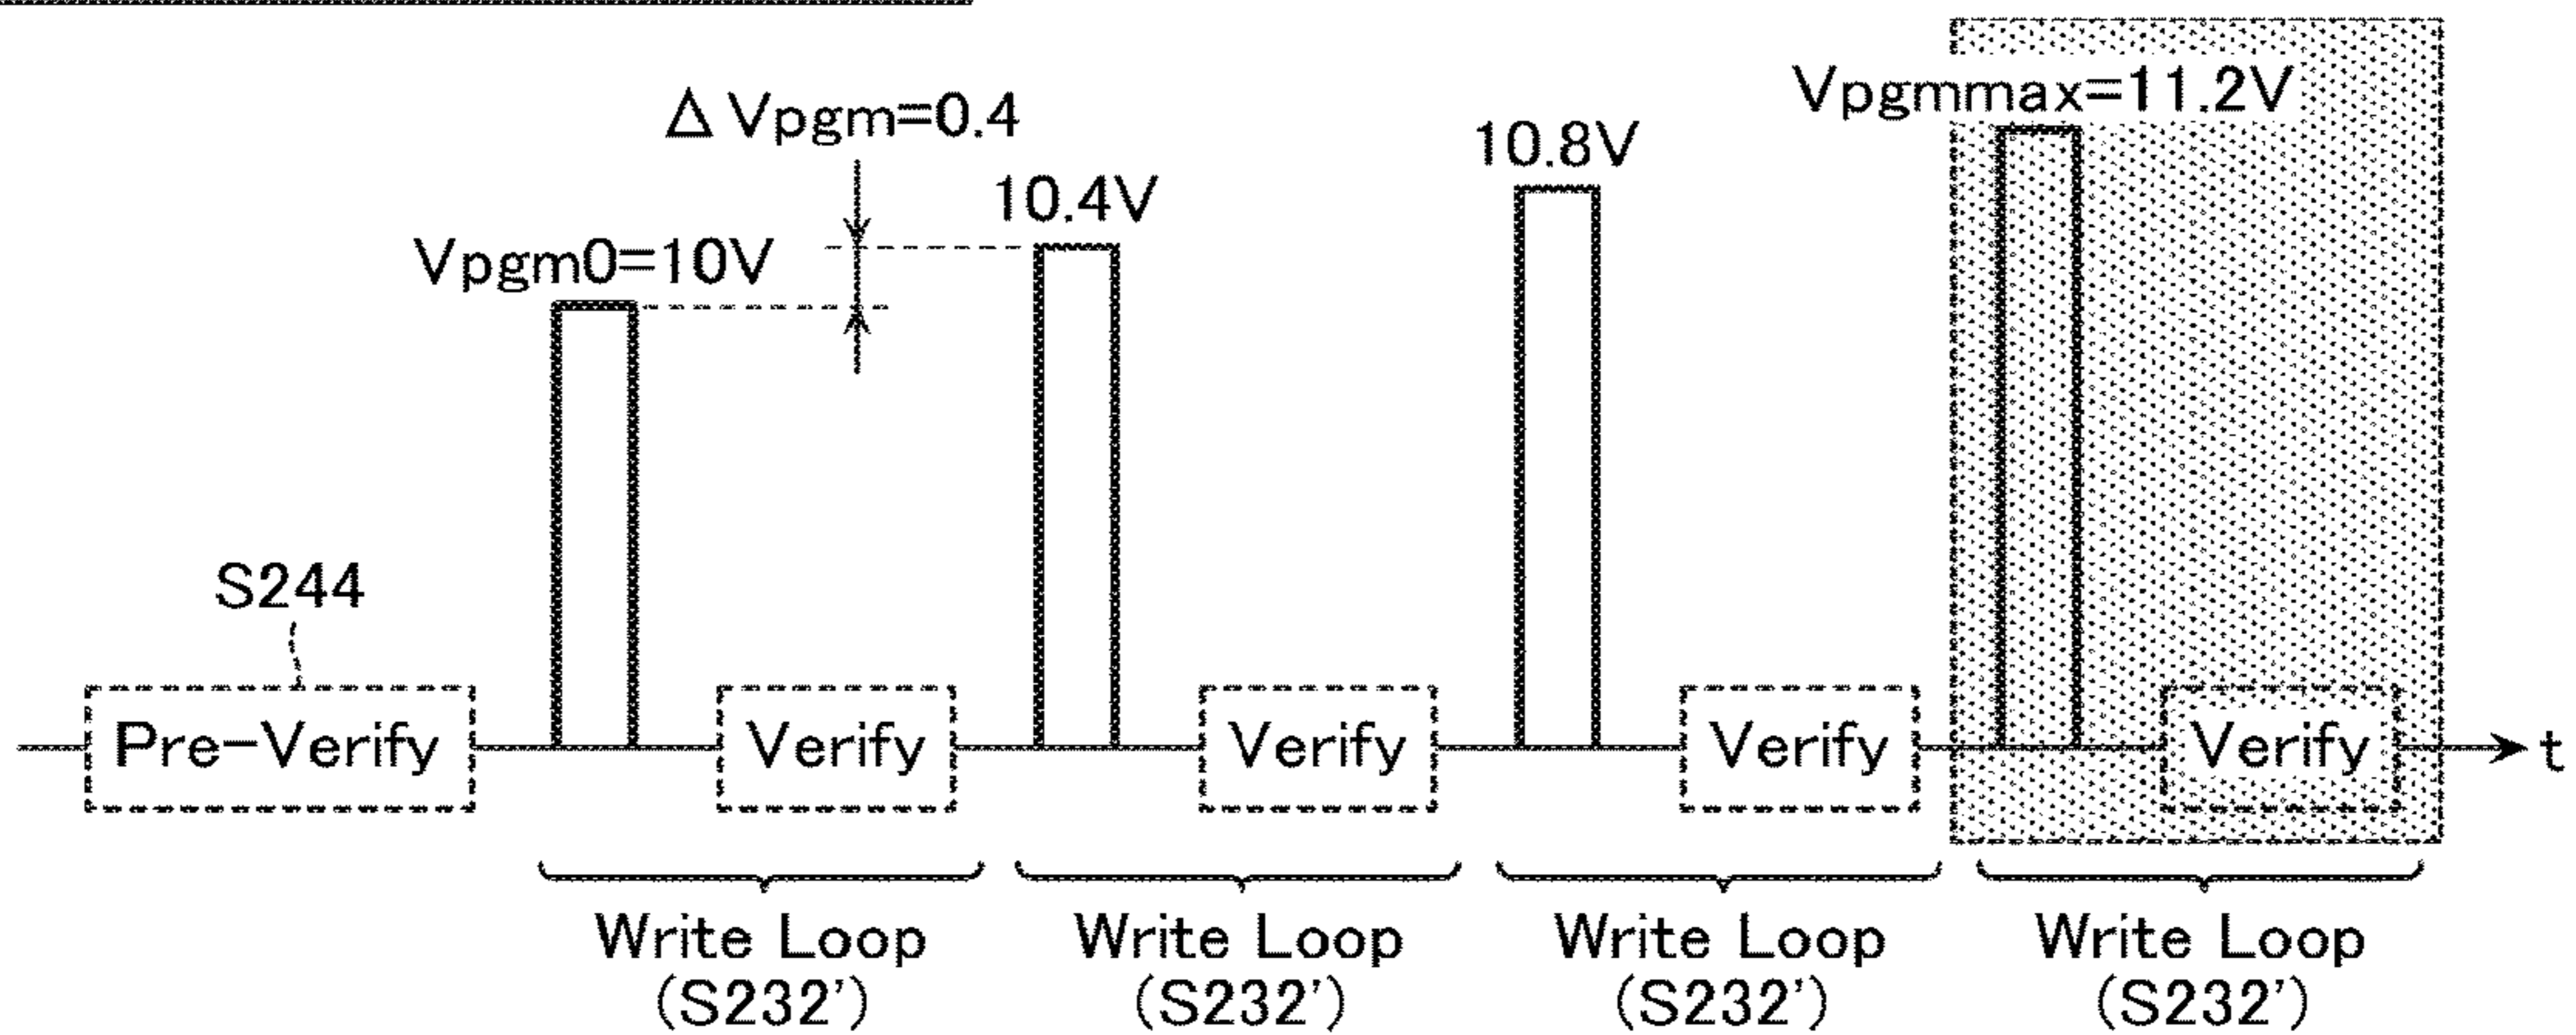 Vpgmmax=11.2V
ΔVpgm=0.4
10.8V
10.4V
Vpgm0=10V
S244
Pre-Verify
Verify
Verify
Verify
Verify
t
Write Loop
(S232')
Write Loop
(S232')
Write Loop
(S232')
Write Loop
(S232')